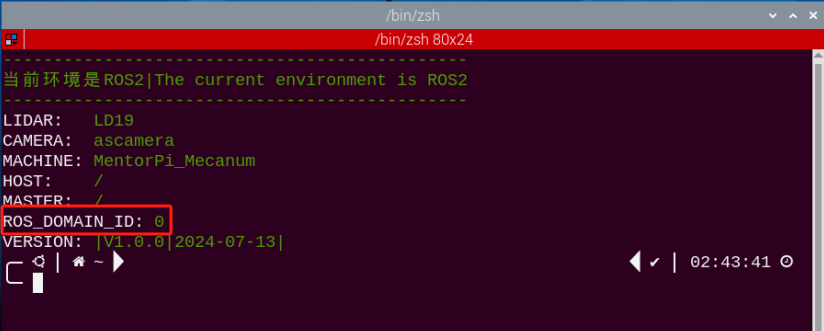 /bin/zsh
/bin/zsh 80x24
----------------------------------------------
当前环境是ROS2|The current environment is ROS2
----------------------------------------------
LIDAR: LD19
CAMERA: ascamera
MACHINE: MentorPi_Mecanum
HOST: /
MASTER: /
ROS_DOMAIN_ID: 0
VERSION: |V1.0.0|2024-07-13|
~ ✔ 02:43:41